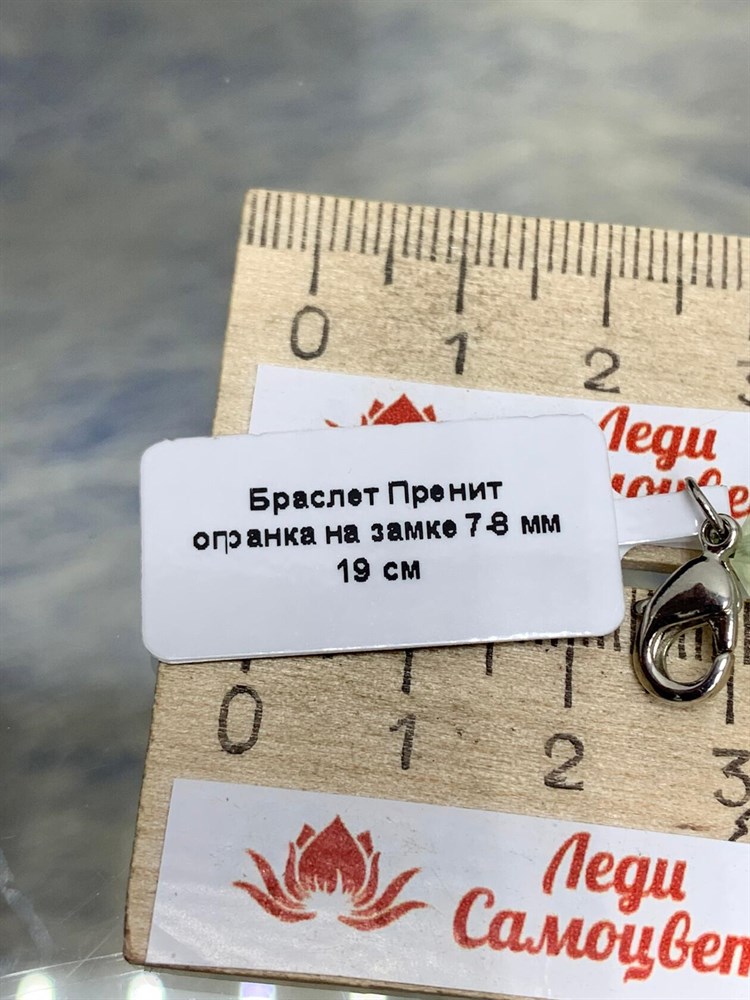 0 1 2 3
Леди
Самоцвет
Браслет Пренит
огранка на замке 7-8 мм
19 см
0 1 2 3
Леди
Самоцвет